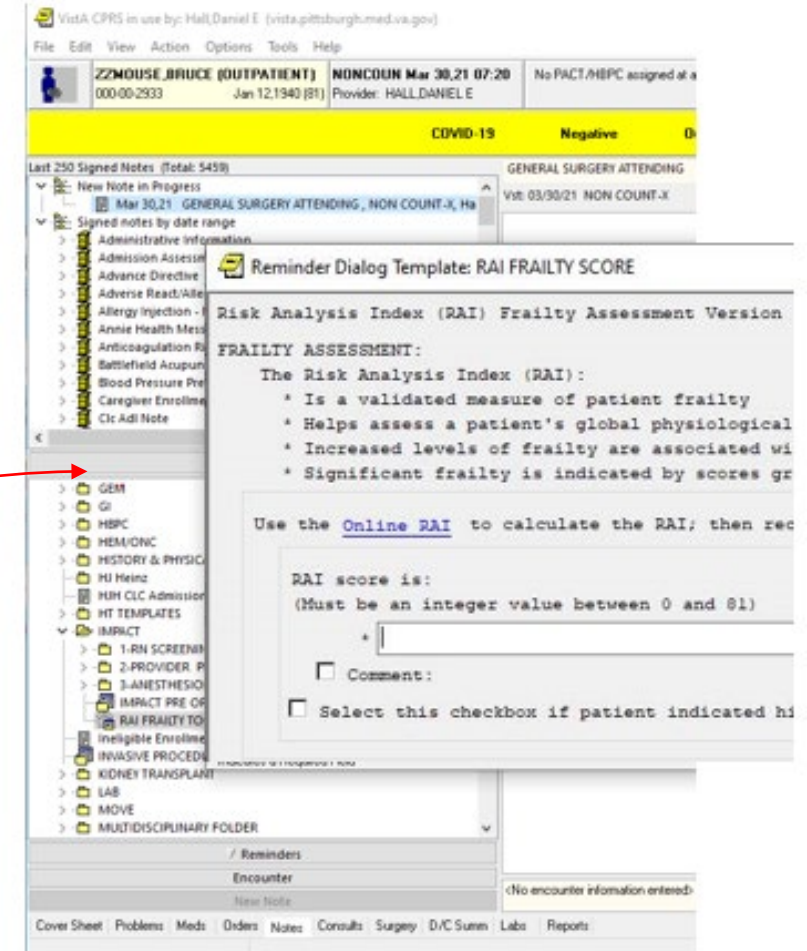 VistA CPRS in use by: Hall,Daniel E (vista.pittsburgh.med.va.gov)
File Edit View Action Options Tools Help
ZZMOUSE,BRUCE (OUTPATIENT) NONCOUN Mar 30,21 07:20 No PACT/HBPC assigned at a
000-00-2933 Jan 12,1940 (81) Provider: HALL,DANIEL E
COVID-19 Negative
Last 250 Signed Notes (Total: 5459) GENERAL SURGERY ATTENDING
New Note in Progress
Mar 30,21 GENERAL SURGERY ATTENDING , NON COUNT-X, Ha
Vst: 03/30/21 NON COUNT-X
Signed notes by date range
Administrative Information
Admission Assessm
Advance Directive
Adverse React/Alle
Allergy Injection -
Annie Health Mess
Anticoagulation Ri
Battlefield Acupun
Blood Pressure Pre
Caregiver Enrollme
Clc Adl Note
Reminder Dialog Template: RAI FRAILTY SCORE
Risk Analysis Index (RAI) Frailty Assessment Version
FRAILTY ASSESSMENT:
The Risk Analysis Index (RAI):
* Is a validated measure of patient frailty
* Helps assess a patient's global physiological
* Increased levels of frailty are associated wi
* Significant frailty is indicated by scores gr
Use the Online RAI to calculate the RAI; then rec
RAI score is:
(Must be an integer value between 0 and 81)
*
Comment:
Select this checkbox if patient indicated hi
GEM
GI
HBPC
HEM/ONC
HISTORY & PHYSICA
HJ Heinz
HJH CLC Admission
HT TEMPLATES
IMPACT
1-RN SCREENIN
2-PROVIDER P
3-ANESTHESIO
IMPACT PRE OP
RAI FRAILTY TO
Ineligible Enrollme
INVASIVE PROCEDU
KIDNEY TRANSPLANT
LAB
MOVE
MULTIDISCIPLINARY FOLDER
/ Reminders
Encounter
New Note
<No encounter information entered>
Cover Sheet Problems Meds Orders Notes Consults Surgery D/C Summ Labs Reports